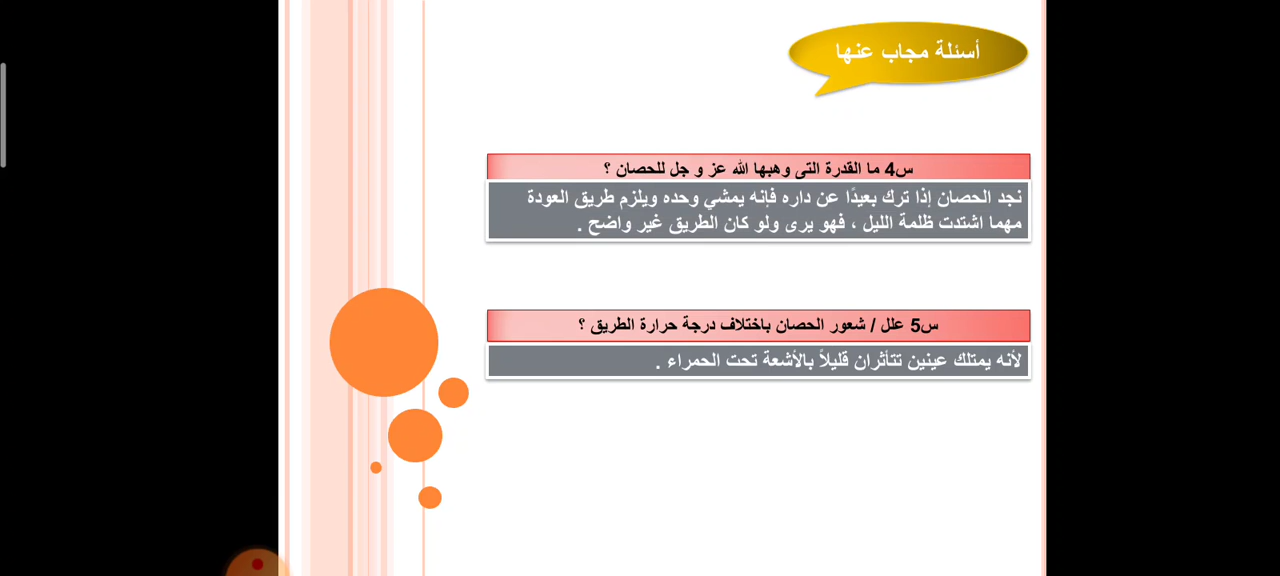 أسئلة مجاب عنها
س4 ما القدرة التى وهبها الله عز و جل للحصان ؟
نجد الحصان إذا ترك بعيدًا عن داره فإنه يمشي وحده ويلزم طريق العودة
مهما اشتدت ظلمة الليل ، فهو يرى ولو كان الطريق غير واضح .
س5 علل / شعور الحصان باختلاف درجة حرارة الطريق ؟
لأنه يمتلك عينين تتأثران قليلاً بالأشعة تحت الحمراء .